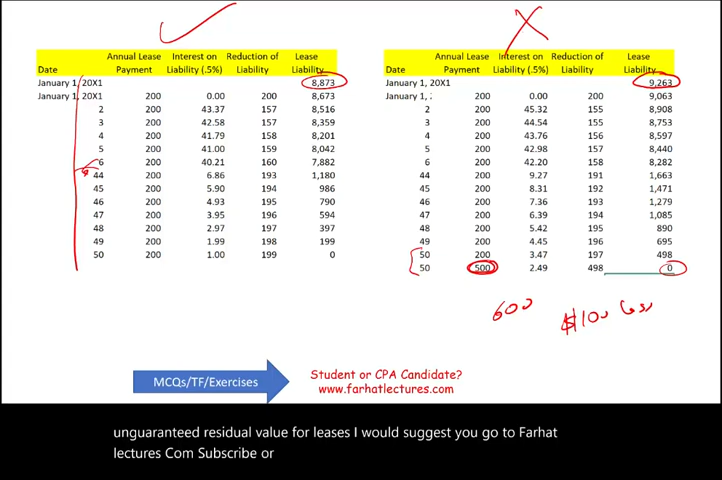 Annual Lease Interest on Reduction of Lease
Date Payment Liability (.5%) Liability Liability
January 1, 20X1 8,873
January 1, 20X1 200 0.00 200 8,673
2 200 43.37 157 8,516
3 200 42.58 157 8,359
4 200 41.79 158 8,201
5 200 41.00 159 8,042
6 200 40.21 160 7,882
44 200 6.86 193 1,180
45 200 5.90 194 986
46 200 4.93 195 790
47 200 3.95 196 594
48 200 2.97 197 397
49 200 1.99 198 199
50 200 1.00 199 0
Annual Lease Interest on Reduction of Lease
Date Payment Liability (.5%) Liability Liability
January 1, 20X1 9,263
January 1, : 200 0.00 200 9,063
2 200 45.32 155 8,908
3 200 44.54 155 8,753
4 200 43.76 156 8,597
5 200 42.98 157 8,440
6 200 42.20 158 8,282
44 200 9.27 191 1,663
45 200 8.31 192 1,471
46 200 7.36 193 1,279
47 200 6.39 194 1,085
48 200 5.42 195 890
49 200 4.45 196 695
50 200 3.47 197 498
50 500 2.49 498 0
600
$100 Loss
MCQs/TF/Exercises
Student or CPA Candidate?
www.farhatlectures.com
unguaranteed residual value for leases I would suggest you go to Farhat
lectures Com Subscribe or